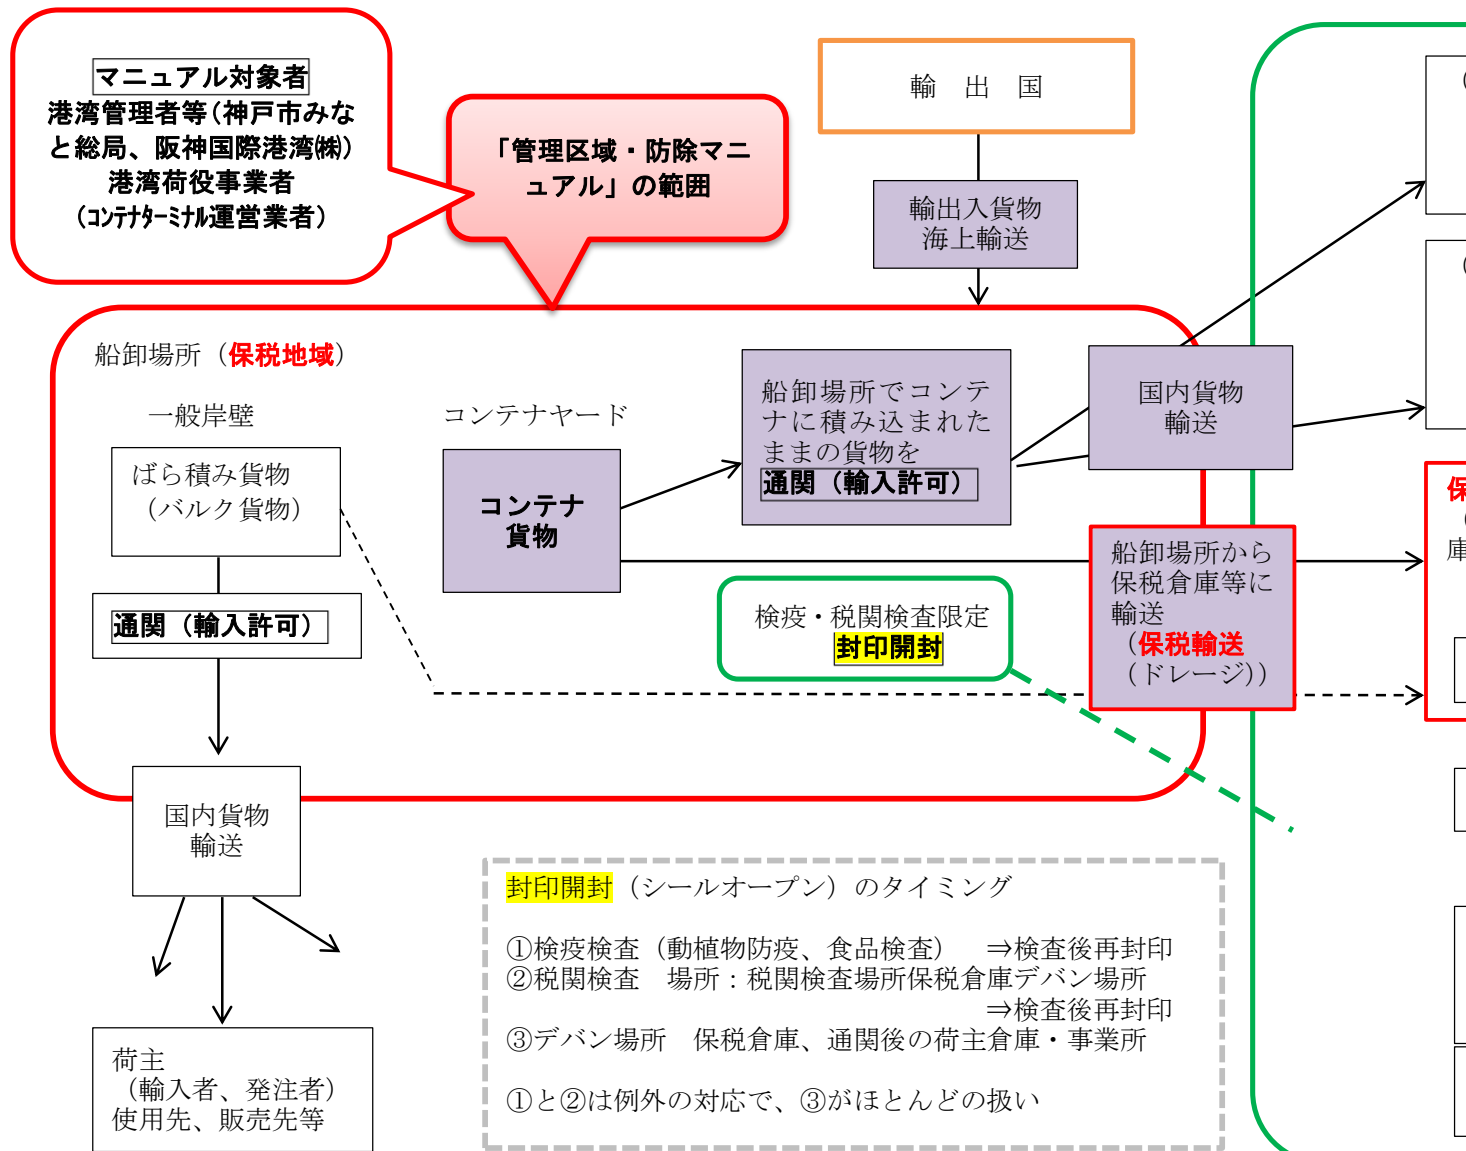 マニュアル対象者
港湾管理者等(神戸市みな
と総局、阪神国際港湾㈱)
港湾荷役事業者
(コンテナターミナル運営業者)
「管理区域・防除マニ
ュアル」の範囲
輸 出 国
輸出入貨物
海上輸送
船卸場所（保税地域）
一般岸壁
コンテナヤード
ばら積み貨物
（バルク貨物）
通関（輸入許可）
コンテナ
貨物
船卸場所でコンテ
ナに積み込まれた
ままの貨物を
通関（輸入許可）
国内貨物
輸送
検疫・税関検査限定
封印開封
船卸場所から
保税倉庫等に
輸送
（保税輸送
（ドレージ））
（
（
保
（
庫
国内貨物
輸送
荷主
（輸入者、発注者）
使用先、販売先等
封印開封（シールオープン）のタイミング
①検疫検査（動植物防疫、食品検査） ⇒検査後再封印
②税関検査 場所：税関検査場所保税倉庫デバン場所
⇒検査後再封印
③デバン場所 保税倉庫、通関後の荷主倉庫・事業所
①と②は例外の対応で、③がほとんどの扱い